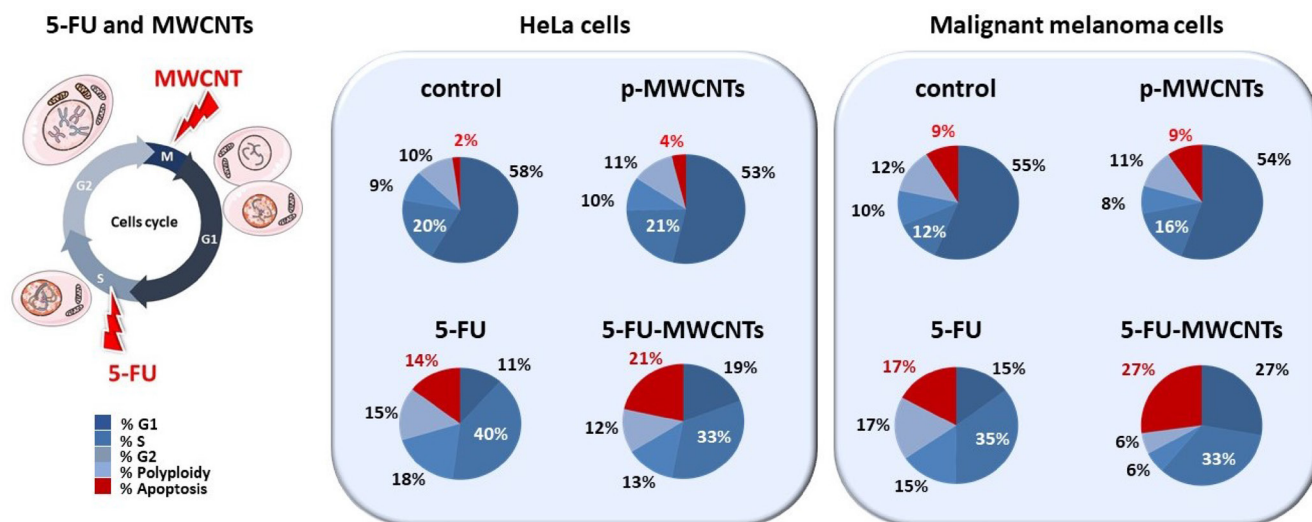 5-FU and MWCNTs
MWCNT
M
G2
G1
Cells cycle
S
5-FU
% G1
% S
% G2
% Polyploidy
% Apoptosis
HeLa cells
control
2%
10%
58%
9%
20%
p-MWCNTs
4%
11%
53%
10%
21%
5-FU
14%
11%
15%
40%
18%
5-FU-MWCNTs
21%
19%
12%
33%
13%
Malignant melanoma cells
control
9%
12%
55%
10%
12%
p-MWCNTs
9%
11%
54%
8%
16%
5-FU
17%
15%
17%
35%
15%
5-FU-MWCNTs
27%
27%
6%
6%
33%